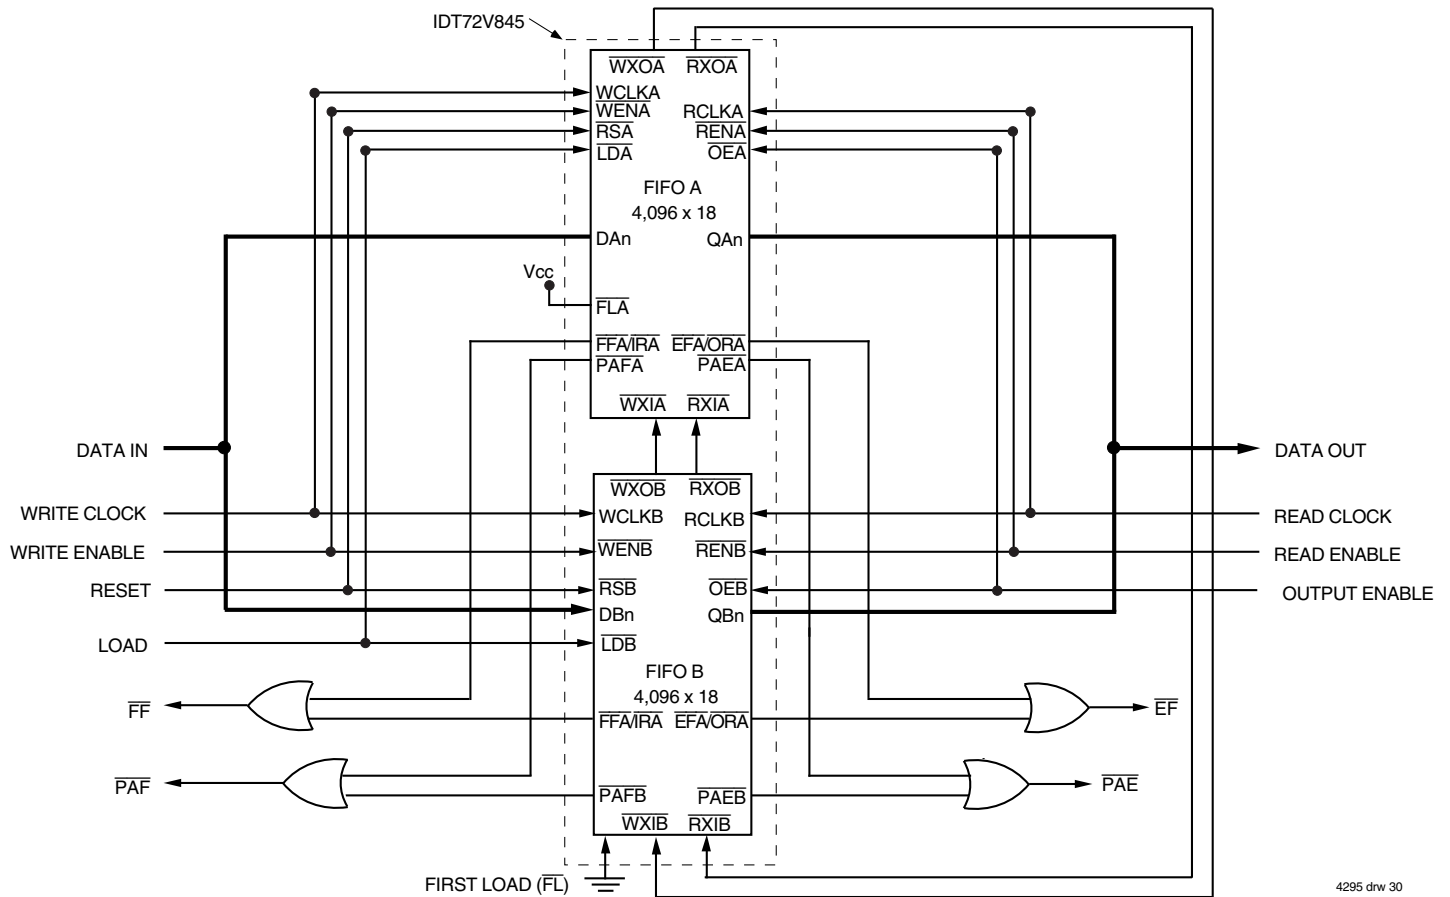 IDT72V845
WXOA RXOA
WCLKA
WENA
RSA
LDA
RCLKA
RENA
OEA
FIFO A
4,096 x 18
DAn QAn
Vcc
FLA
FFA/IRA EFA/ORA
PAFA PAEA
WXIA RXIA
DATA IN
DATA OUT
WXOB RXOB
WRITE CLOCK
WCLKB RCLKB
READ CLOCK
WRITE ENABLE
WENB RENB
READ ENABLE
RESET
RSB OEB
OUTPUT ENABLE
DBn QBn
LOAD
LDB
FIFO B
4,096 x 18
FF
FFA/IRA EFA/ORA
EF
PAF
PAFB PAEB
PAE
WXIB RXIB
FIRST LOAD (FL)
4295 drw 30